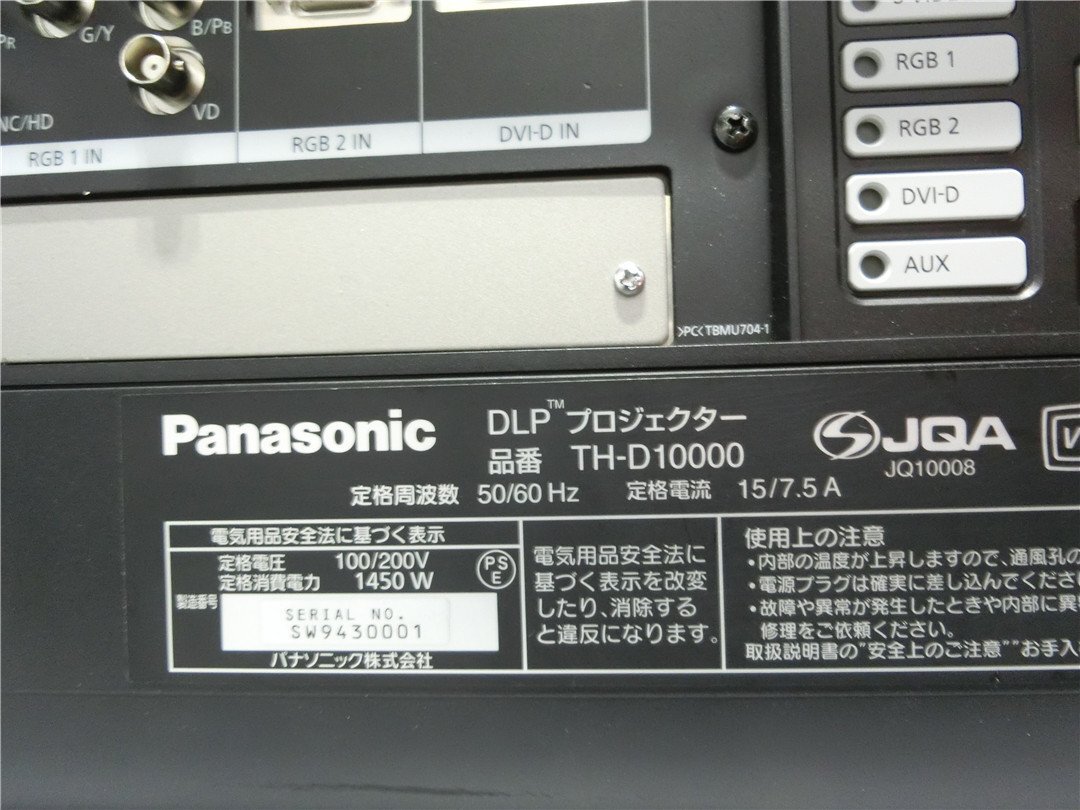 G/Y
B/PB
VD
NC/HD
RGB 1 IN
RGB 2 IN
DVI-D IN
RGB 1
RGB 2
DVI-D
AUX
>PC<TBMU704-1
Panasonic
DLP™プロジェクター
品番 TH-D10000
JQA
JQ10008
定格周波数 50/60 Hz 定格電流 15/7.5 A
電気用品安全法に基づく表示
定格電圧 100/200V
定格消費電力 1450 W
PS
E
製造番号
SERIAL NO.
SW9430001
パナソニック株式会社
電気用品安全法に
基づく表示を改変
したり、消除する
と違反になります。
使用上の注意
・内部の温度が上昇しますので、通風孔の
・電源プラグは確実に差し込んでくださ
・故障や異常が発生したときや内部に異
修理をご依頼ください。
取扱説明書の"安全上のご注意""お手入